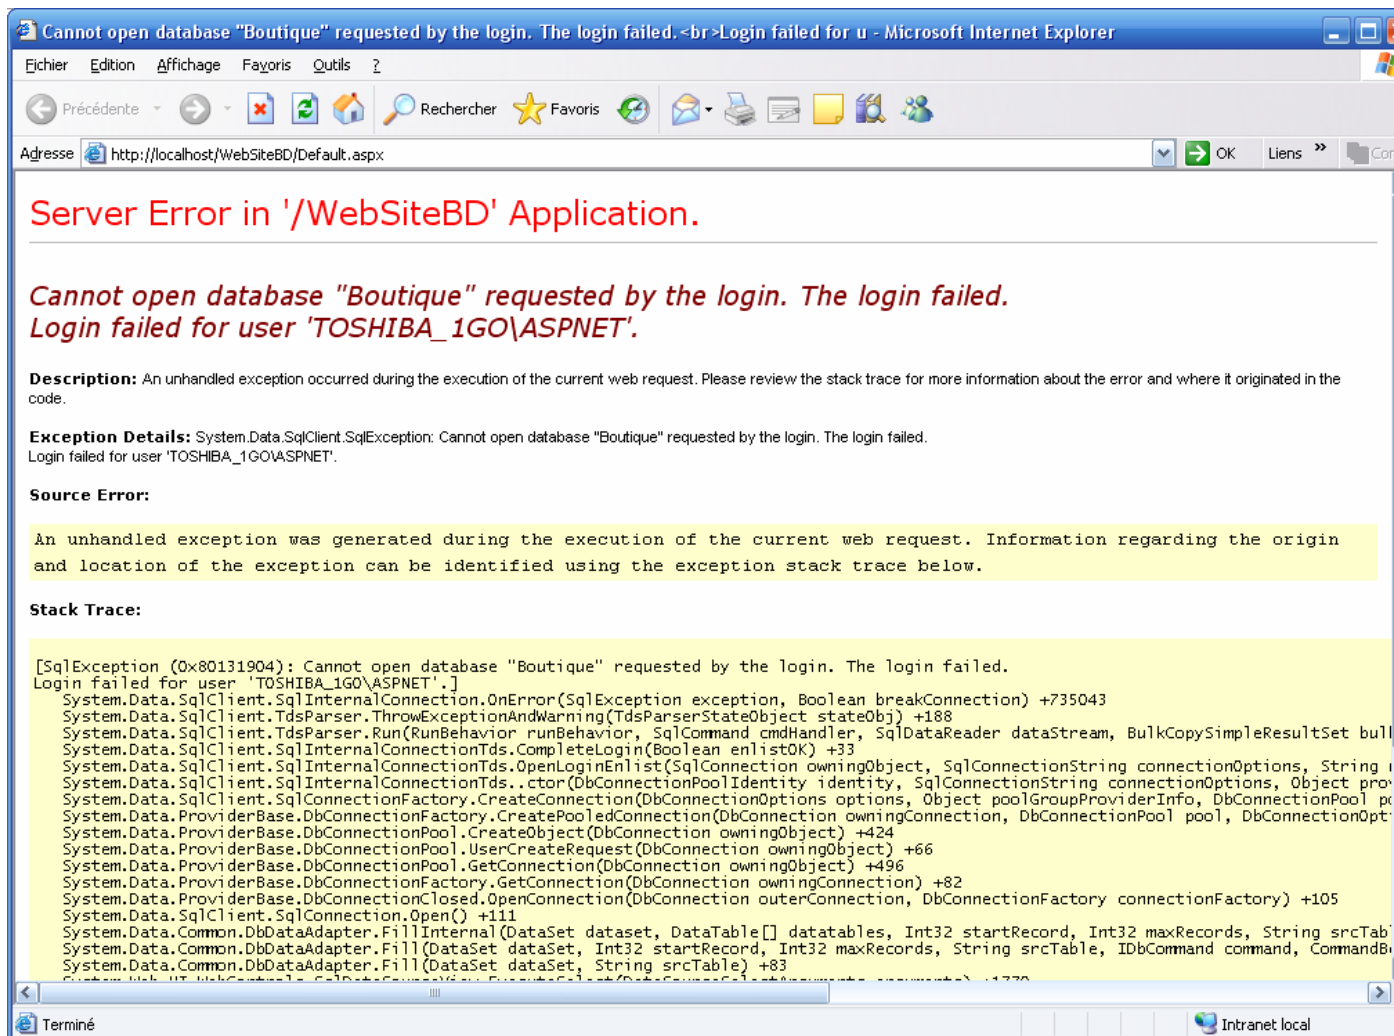 Cannot open database "Boutique" requested by the login. The login failed.<br>Login failed for u - Microsoft Internet Explorer
Fichier Edition Affichage Favoris Outils ?
Précédente Rechercher Favoris
Adresse http://localhost/WebSiteBD/Default.aspx OK Liens »
Server Error in '/WebSiteBD' Application.
Cannot open database "Boutique" requested by the login. The login failed.
Login failed for user 'TOSHIBA_1GO\ASPNET'.
Description: An unhandled exception occurred during the execution of the current web request. Please review the stack trace for more information about the error and where it originated in the
code.
Exception Details: System.Data.SqlClient.SqlException: Cannot open database "Boutique" requested by the login. The login failed.
Login failed for user 'TOSHIBA_1GO\ASPNET'.
Source Error:
An unhandled exception was generated during the execution of the current web request. Information regarding the origin
and location of the exception can be identified using the exception stack trace below.
Stack Trace:
[SqlException (0x80131904): Cannot open database "Boutique" requested by the login. The login failed.
Login failed for user 'TOSHIBA_1GO\ASPNET'.]
System.Data.SqlClient.SqlInternalConnection.OnError(SqlException exception, Boolean breakConnection) +735043
System.Data.SqlClient.TdsParser.ThrowExceptionAndWarning(TdsParserStateObject stateObj) +188
System.Data.SqlClient.TdsParser.Run(RunBehavior runBehavior, SqlCommand cmdHandler, SqlDataReader dataStream, BulkCopySimpleResultSet bul
System.Data.SqlClient.SqlInternalConnectionTds.CompleteLogin(Boolean enlistOK) +33
System.Data.SqlClient.SqlInternalConnectionTds.OpenLoginEnlist(SqlConnection owningObject, SqlConnectionString connectionOptions, String
System.Data.SqlClient.SqlInternalConnectionTds..ctor(DbConnectionPoolIdentity identity, SqlConnectionString connectionOptions, Object pro
System.Data.SqlClient.SqlConnectionFactory.CreateConnection(DbConnectionOptions options, Object poolGroupProviderInfo, DbConnectionPool
System.Data.ProviderBase.DbConnectionFactory.CreatePooledConnection(DbConnection owningConnection, DbConnectionPool pool, DbConnectionOpt
System.Data.ProviderBase.DbConnectionPool.CreateObject(DbConnection owningObject) +424
System.Data.ProviderBase.DbConnectionPool.UserCreateRequest(DbConnection owningObject) +66
System.Data.ProviderBase.DbConnectionPool.GetConnection(DbConnection owningObject) +496
System.Data.ProviderBase.DbConnectionFactory.GetConnection(DbConnection owningConnection) +82
System.Data.ProviderBase.DbConnectionClosed.OpenConnection(DbConnection outerConnection, DbConnectionFactory connectionFactory) +105
System.Data.SqlClient.SqlConnection.Open() +111
System.Data.Common.DbDataAdapter.FillInternal(DataSet dataset, DataTable[] datatables, Int32 startRecord, Int32 maxRecords, String srcTabl
System.Data.Common.DbDataAdapter.Fill(DataSet dataSet, Int32 startRecord, Int32 maxRecords, String srcTable, IDbCommand command, CommandB
System.Data.Common.DbDataAdapter.Fill(DataSet dataSet, String srcTable) +83
Terminé Intranet local